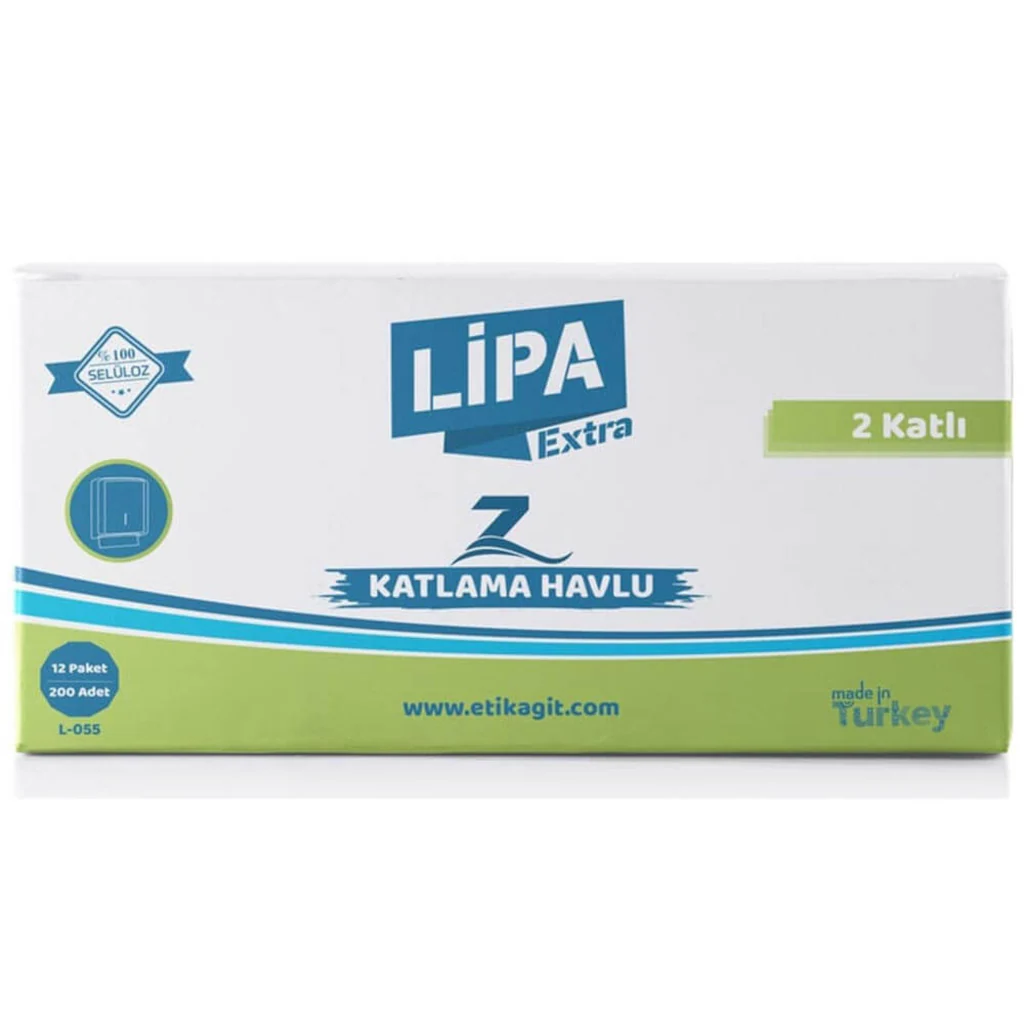 % 100
SELÜLOZ
LİPA
Extra
2 Katlı
Z
KATLAMA HAVLU
12 Paket
200 Adet
L-055
www.etikagit.com
made in
Turkey